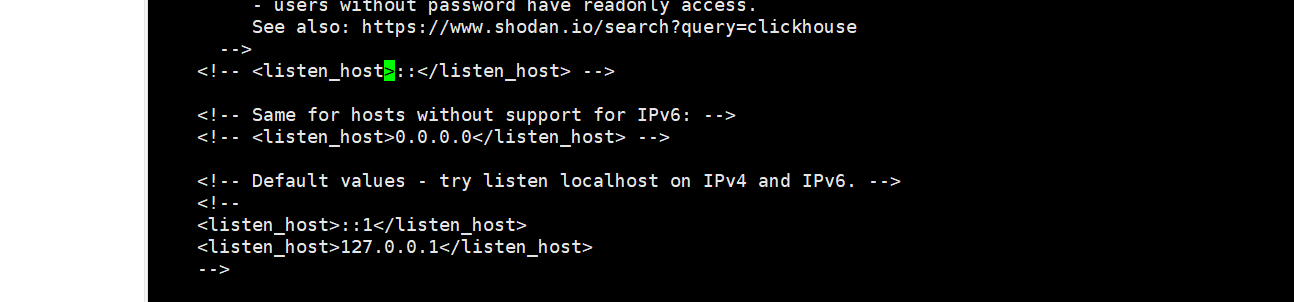 - users without password have readonly access.
See also: https://www.shodan.io/search?query=clickhouse
-->
<!-- <listen_host>::</listen_host> -->
<!-- Same for hosts without support for IPv6: -->
<!-- <listen_host>0.0.0.0</listen_host> -->
<!-- Default values - try listen localhost on IPv4 and IPv6. -->
<!--
<listen_host>::1</listen_host>
<listen_host>127.0.0.1</listen_host>
-->